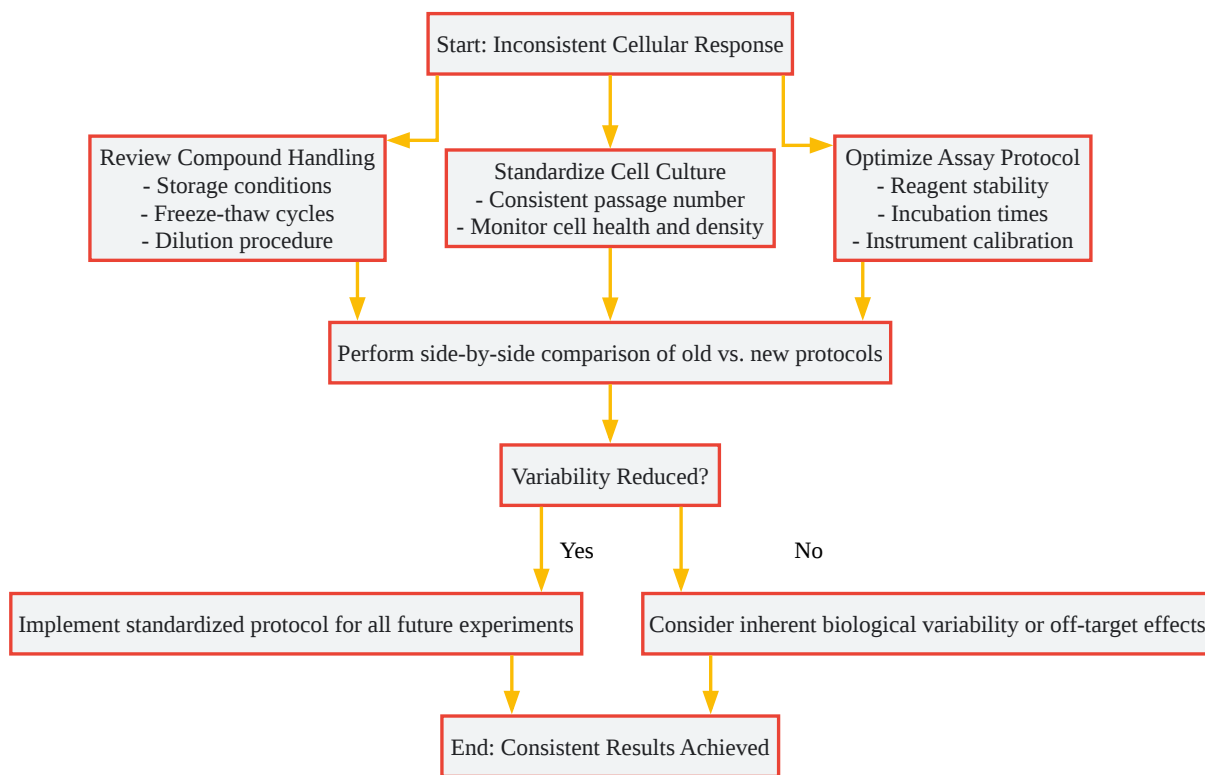 Start: Inconsistent Cellular Response
Review Compound Handling
- Storage conditions
- Freeze-thaw cycles
- Dilution procedure
Standardize Cell Culture
- Consistent passage number
- Monitor cell health and density
Optimize Assay Protocol
- Reagent stability
- Incubation times
- Instrument calibration
Perform side-by-side comparison of old vs. new protocols
Variability Reduced?
Yes
No
Implement standardized protocol for all future experiments
Consider inherent biological variability or off-target effects
End: Consistent Results Achieved